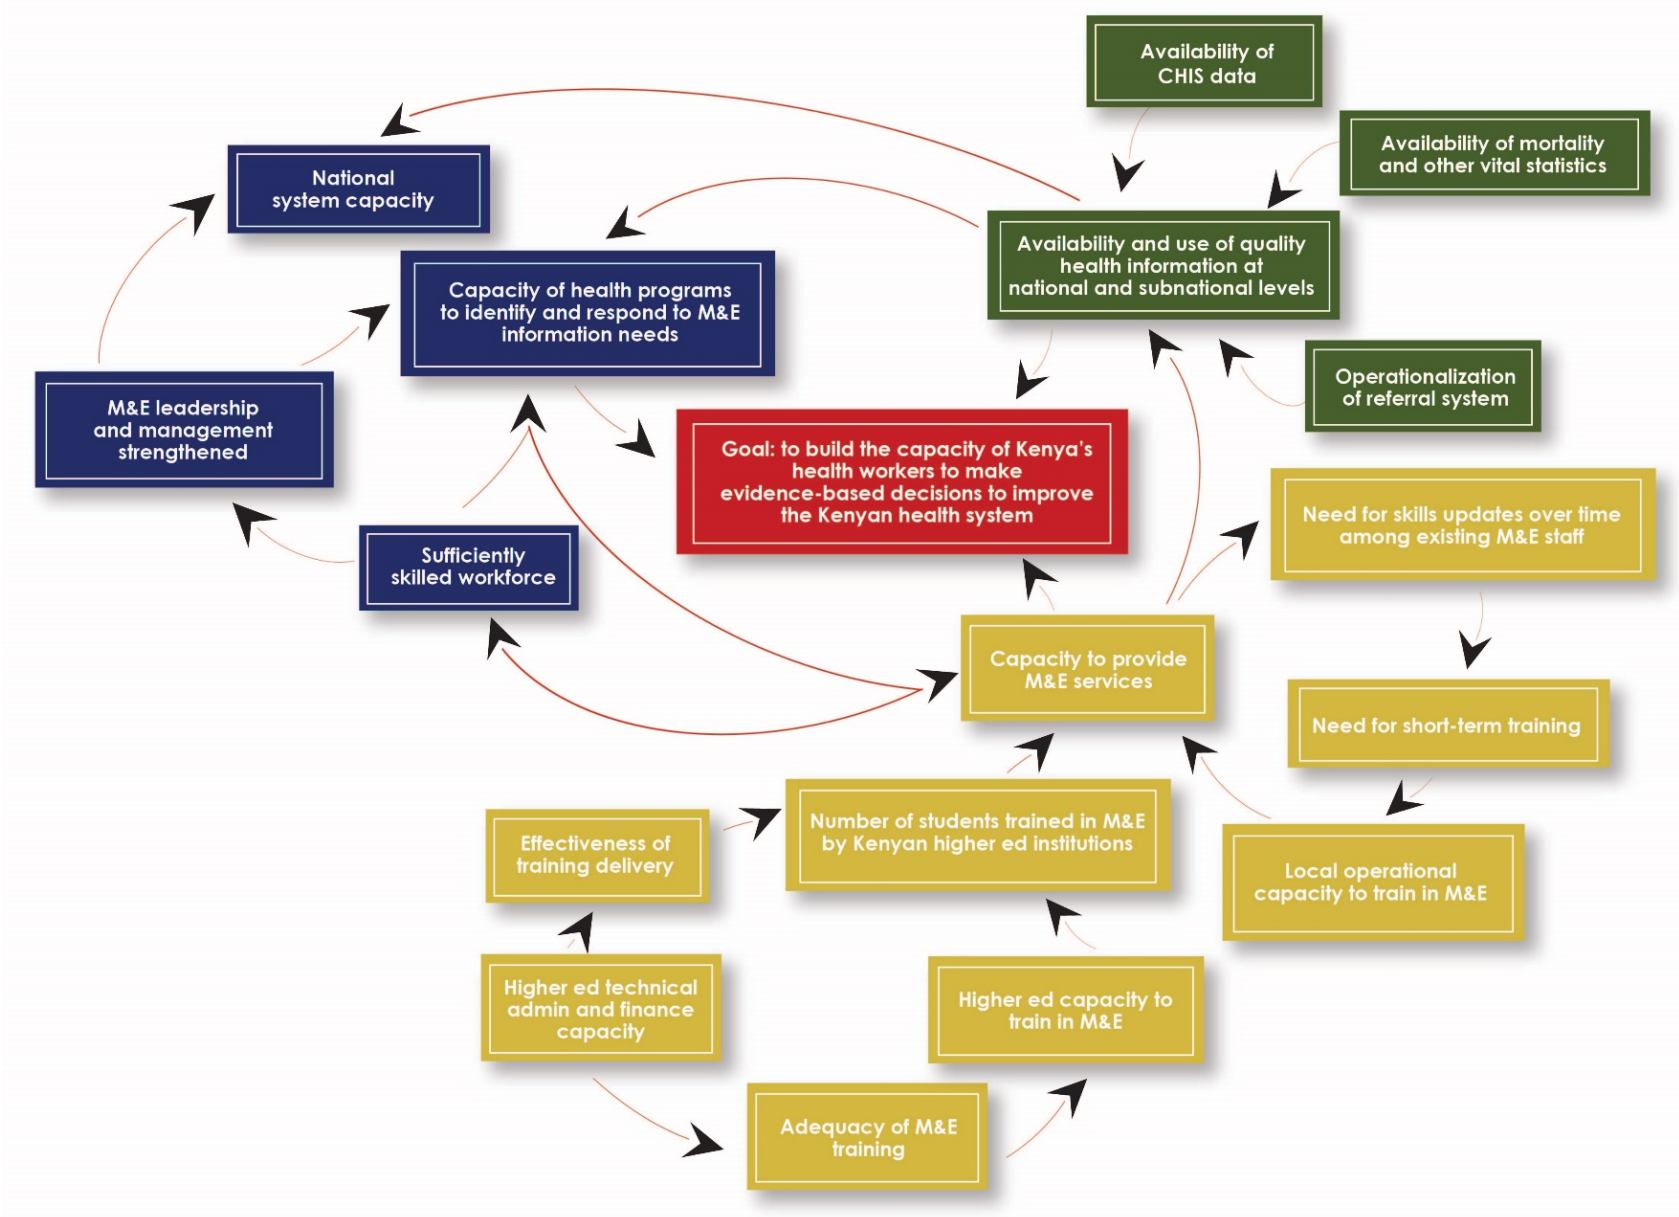 Availability of
CHIS data
Availability of mortality
and other vital statistics
National
system capacity
Availability and use of quality
health information at
national and subnational levels
Capacity of health programs
to identify and respond to M&E
information needs
Operationalization
of referral system
M&E leadership
and management
strengthened
Goal: to build the capacity of Kenya's
health workers to make
evidence-based decisions to improve
the Kenyan health system
Need for skills updates over time
among existing M&E staff
Sufficiently
skilled workforce
Capacity to provide
M&E services
Need for short-term training
Number of students trained in M&E
by Kenyan higher ed institutions
Effectiveness of
training delivery
Local operational
capacity to train in M&E
Higher ed technical
admin and finance
capacity
Higher ed capacity to
train in M&E
Adequacy of M&E
training